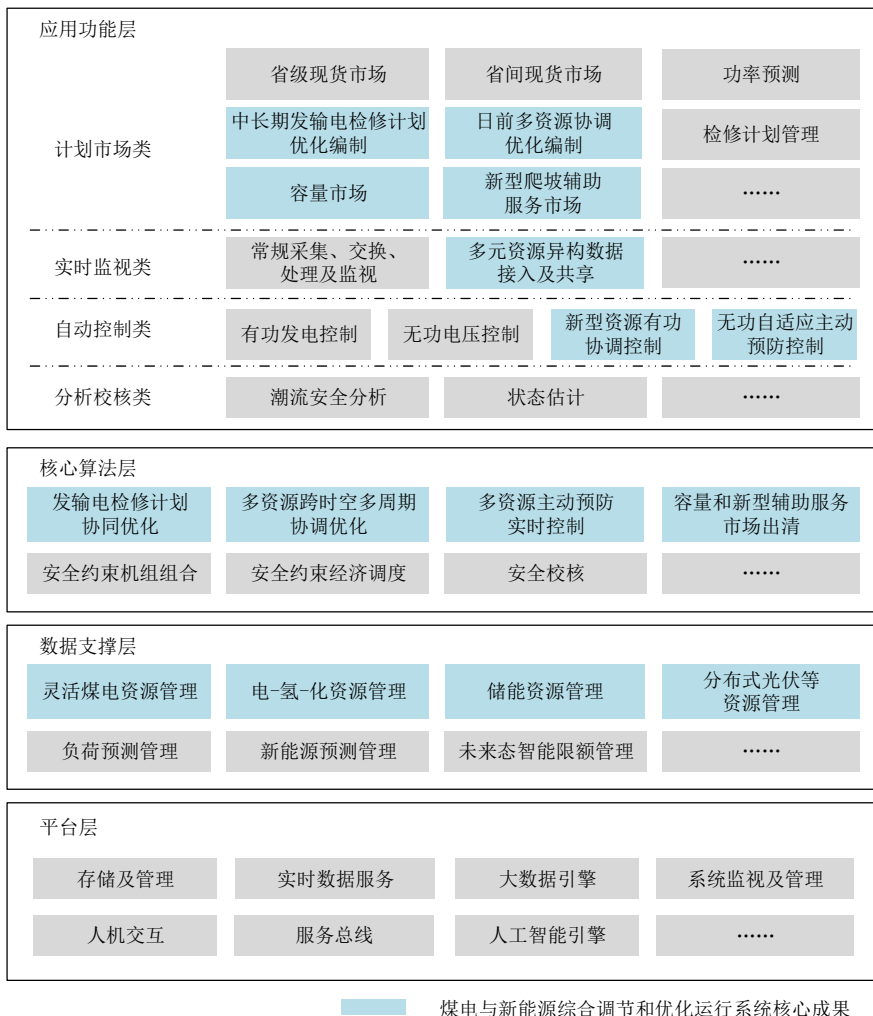 应用功能层
省级现货市场
省间现货市场
功率预测
计划市场类
中长期发输电检修计划
优化编制
日前多资源协调
优化编制
检修计划管理
容量市场
新型爬坡辅助
服务市场
……
实时监视类
常规采集、交换、
处理及监视
多元资源异构数据
接入及共享
……
自动控制类
有功发电控制
无功电压控制
新型资源有功
协调控制
无功自适应主动
预防控制
分析校核类
潮流安全分析
状态估计
……
核心算法层
发输电检修计划
协同优化
多资源跨时空多周期
协调优化
多资源主动预防
实时控制
容量和新型辅助服务
市场出清
安全约束机组组合
安全约束经济调度
安全校核
……
数据支撑层
灵活煤电资源管理
电-氢-化资源管理
储能资源管理
分布式光伏等
资源管理
负荷预测管理
新能源预测管理
未来态智能限额管理
……
平台层
存储及管理
实时数据服务
大数据引擎
系统监视及管理
人机交互
服务总线
人工智能引擎
……
煤电与新能源综合调节和优化运行系统核心成果